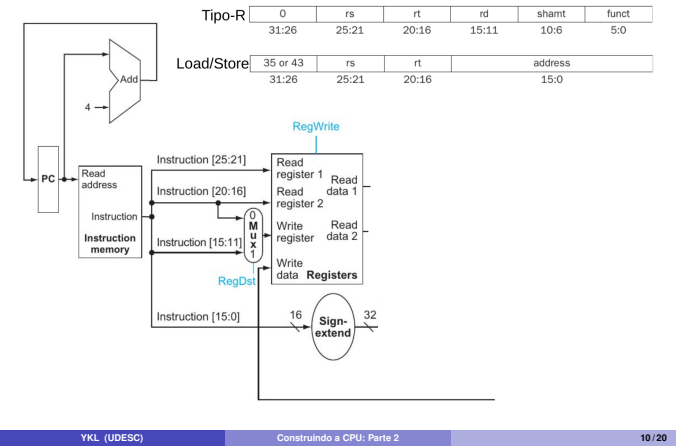 Tipo-R 0 rs rt rd shamt funct
31:26 25:21 20:16 15:11 10:6 5:0
Load/Store 35 or 43 rs rt address
31:26 25:21 20:16 15:0
Add
4
RegWrite
PC
Read
address
Instruction
Instruction
memory
Instruction [25:21]
Instruction [20:16]
Instruction [15:11]
0
M
u
x
1
RegDst
Read
register 1
Read
data 1
Read
register 2
Write
register
Read
data 2
Write
data
Registers
Instruction [15:0]
16
Sign-
extend
32
YKL (UDESC) Construindo a CPU: Parte 2 10 / 20